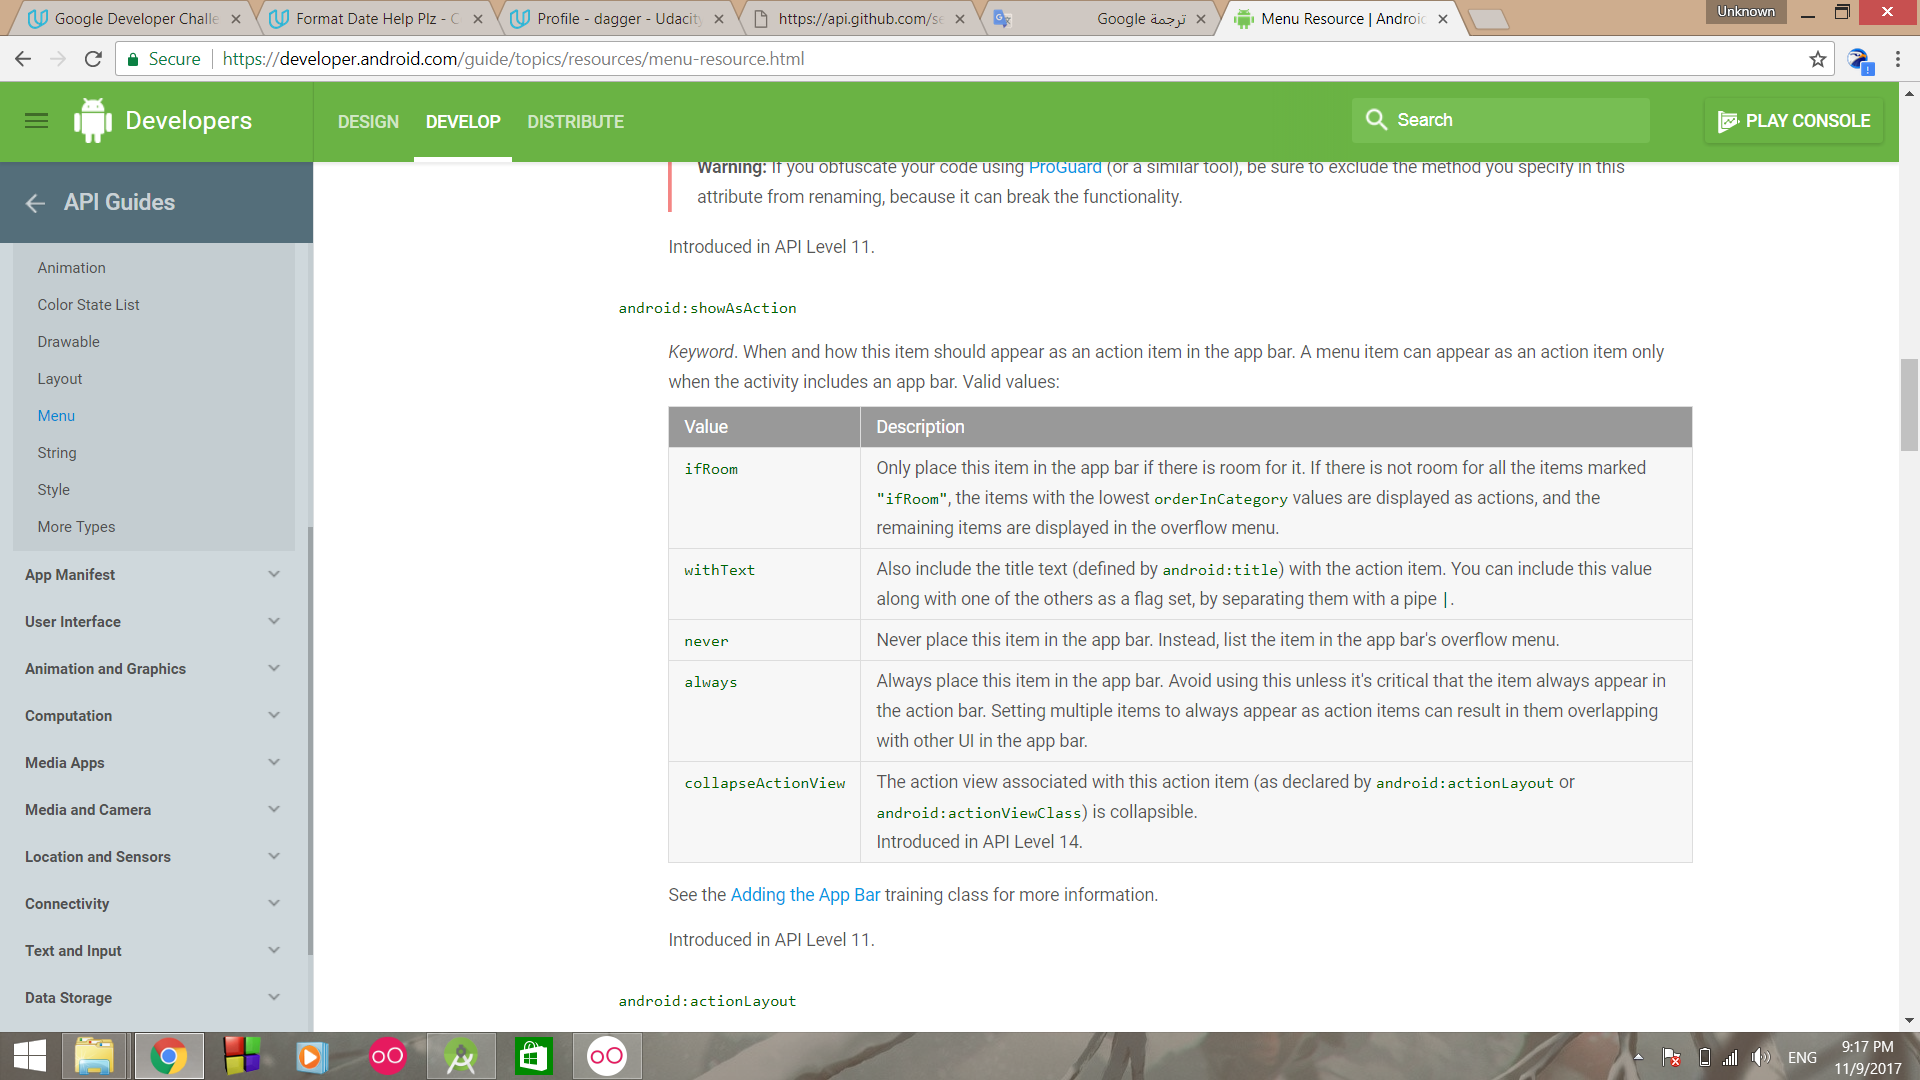 Google Developer Challe
Format Date Help Plz - C
Profile - dagger - Udacity
https://api.github.com/se
ترجمة Google
Menu Resource | Android
Unknown
Secure
https://developer.android.com/guide/topics/resources/menu-resource.html
Developers
DESIGN
DEVELOP
DISTRIBUTE
Search
PLAY CONSOLE
API Guides
Animation
Color State List
Drawable
Layout
Menu
String
Style
More Types
App Manifest
User Interface
Animation and Graphics
Computation
Media Apps
Media and Camera
Location and Sensors
Connectivity
Text and Input
Data Storage
Warning: If you obfuscate your code using ProGuard (or a similar tool), be sure to exclude the method you specify in this
attribute from renaming, because it can break the functionality.
Introduced in API Level 11.
android:showAsAction
Keyword. When and how this item should appear as an action item in the app bar. A menu item can appear as an action item only
when the activity includes an app bar. Valid values:
Value Description
ifRoom
Only place this item in the app bar if there is room for it. If there is not room for all the items marked
"ifRoom", the items with the lowest orderInCategory values are displayed as actions, and the
remaining items are displayed in the overflow menu.
withText
Also include the title text (defined by android:title) with the action item. You can include this value
along with one of the others as a flag set, by separating them with a pipe |.
never
Never place this item in the app bar. Instead, list the item in the app bar's overflow menu.
always
Always place this item in the app bar. Avoid using this unless it's critical that the item always appear in
the action bar. Setting multiple items to always appear as action items can result in them overlapping
with other UI in the app bar.
collapseActionView
The action view associated with this action item (as declared by android:actionLayout or
android:actionViewClass) is collapsible.
Introduced in API Level 14.
See the Adding the App Bar training class for more information.
Introduced in API Level 11.
android:actionLayout
ENG
9:17 PM
11/9/2017